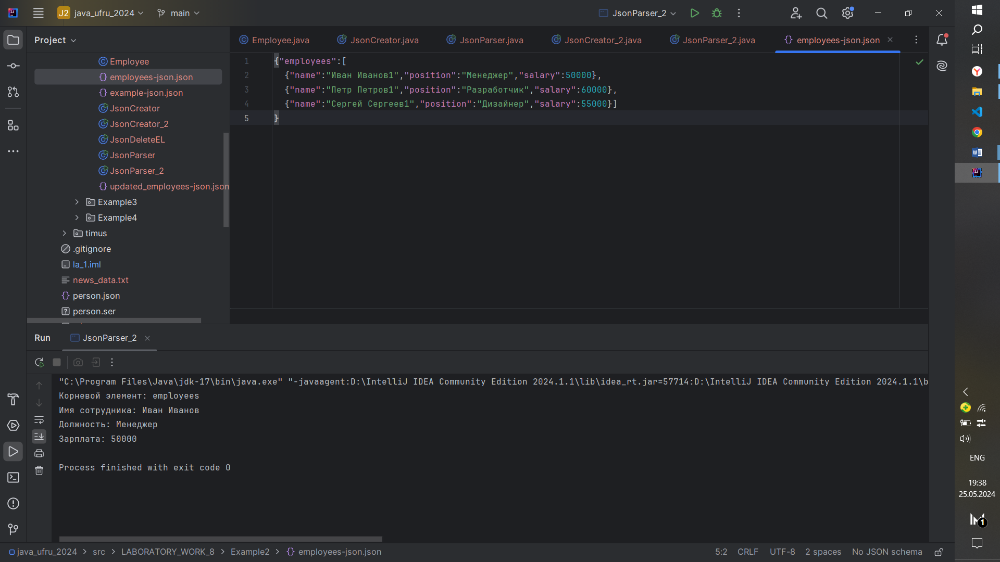 J2 java_ufru_2024 main JsonParser_2
Project
Employee.java JsonCreator.java JsonParser.java JsonCreator_2.java JsonParser_2.java {} employees-json.json
Employee
{} employees-json.json
{} example-json.json
JsonCreator
JsonCreator_2
JsonDeleteEL
JsonParser
JsonParser_2
{} updated_employees-json.json
Example3
Example4
timus
.gitignore
la_1.iml
news_data.txt
{} person.json
person.ser
1 {"employees":[
2 {"name":"Иван Иванов1","position":"Менеджер","salary":50000},
3 {"name":"Петр Петров1","position":"Разработчик","salary":60000},
4 {"name":"Сергей Сергеев1","position":"Дизайнер","salary":55000}]
5 }
Run JsonParser_2
"C:\Program Files\Java\jdk-17\bin\java.exe" "-javaagent:D:\IntelliJ IDEA Community Edition 2024.1.1\lib\idea_rt.jar=57714:D:\IntelliJ IDEA Community Edition 2024.1.1\b
Корневой элемент: employees
Имя сотрудника: Иван Иванов
Должность: Менеджер
Зарплата: 50000
Process finished with exit code 0
java_ufru_2024 > src > LABORATORY_WORK_8 > Example2 > {} employees-json.json
5:2 CRLF UTF-8 2 spaces No JSON schema
ENG
19:38
25.05.2024
1